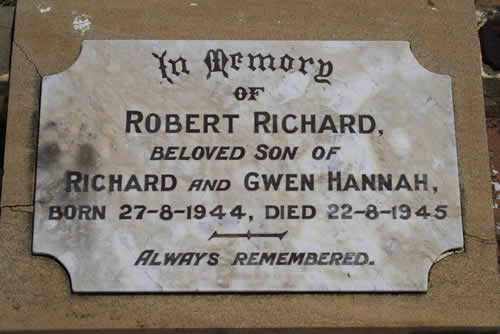 In Memory
OF
ROBERT RICHARD,
BELOVED SON OF
RICHARD AND GWEN HANNAH,
BORN 27-8-1944, DIED 22-8-1945
ALWAYS REMEMBERED.